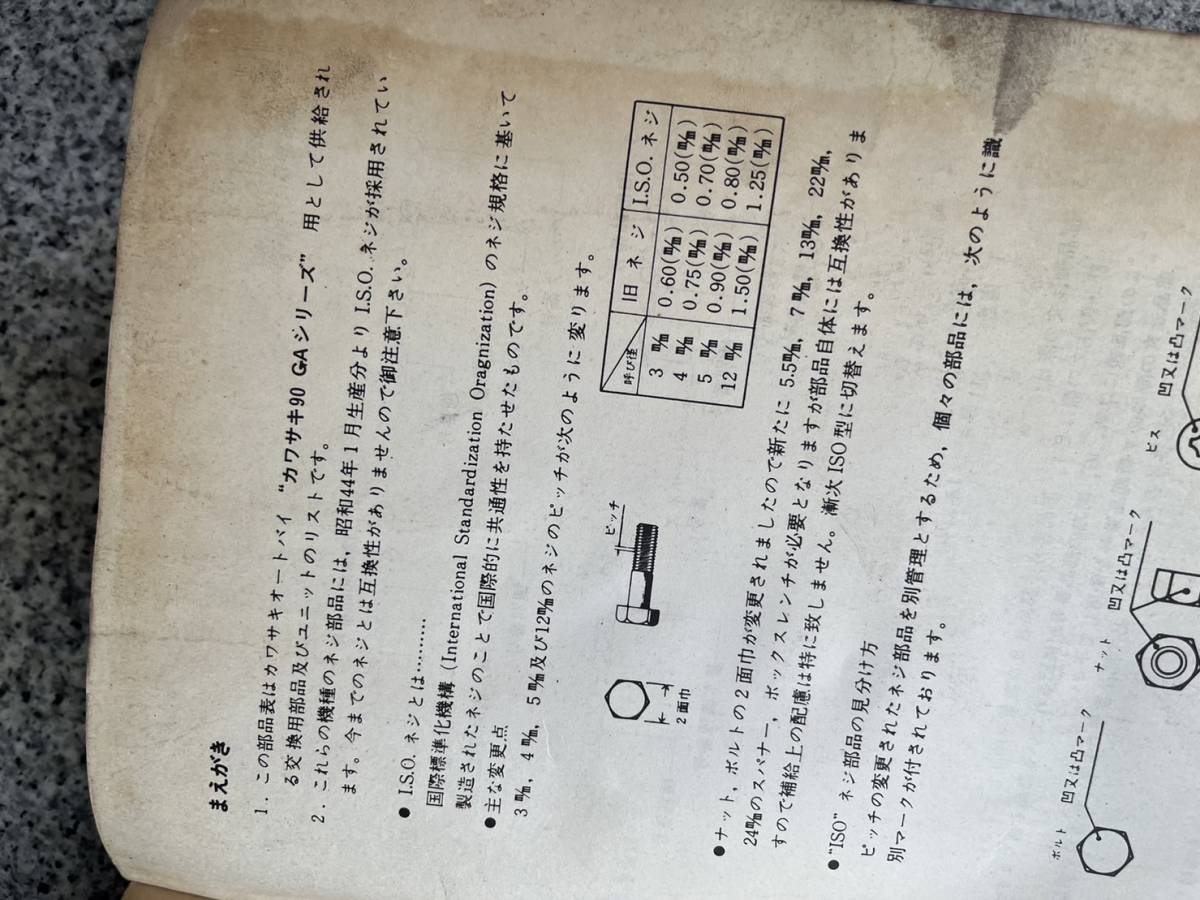 まえがき
1. この部品表はカワサキオートバイ “カワサキ90 GAシリーズ” 用として供給され
る交換用部品及びユニットのリストです。
2. これらの機種のネジ部品には, 昭和44年1月生産分より I.S.O. ネジが採用されてい
ます。今までのネジとは互換性がありませんので御注意下さい。
● I.S.O. ネジとは…………
国際標準化機構 (International Standardization Oragnization) のネジ規格に基いて
製造されたネジのことで国際的に共通性を持たせたものです。
●主な変更点
3㎜, 4㎜, 5㎜及び12㎜のネジのピッチが次のように変ります。
2面巾
ピッチ
呼び径 旧ネジ I.S.O. ネジ
3 ㎜ 0.60(㎜) 0.50(㎜)
4 ㎜ 0.75(㎜) 0.70(㎜)
5 ㎜ 0.90(㎜) 0.80(㎜)
12 ㎜ 1.50(㎜) 1.25(㎜)
●ナット, ボルトの2面巾が変更されましたので新たに 5.5㎜, 7㎜, 13㎜, 22㎜,
24㎜のスパナー, ボックスレンチが必要となりますが部品自体には互換性がありま
すので補給上の配慮は特に致しません。漸次 ISO 型に切替えます。
●“ISO” ネジ部品の見分け方
ピッチの変更されたネジ部品を別管理とするため, 個々の部品には, 次のように識
別マークが付されております。
ボルト
凹又は凸マーク
ナット
凹又は凸マーク
ビス
凹又は凸マーク